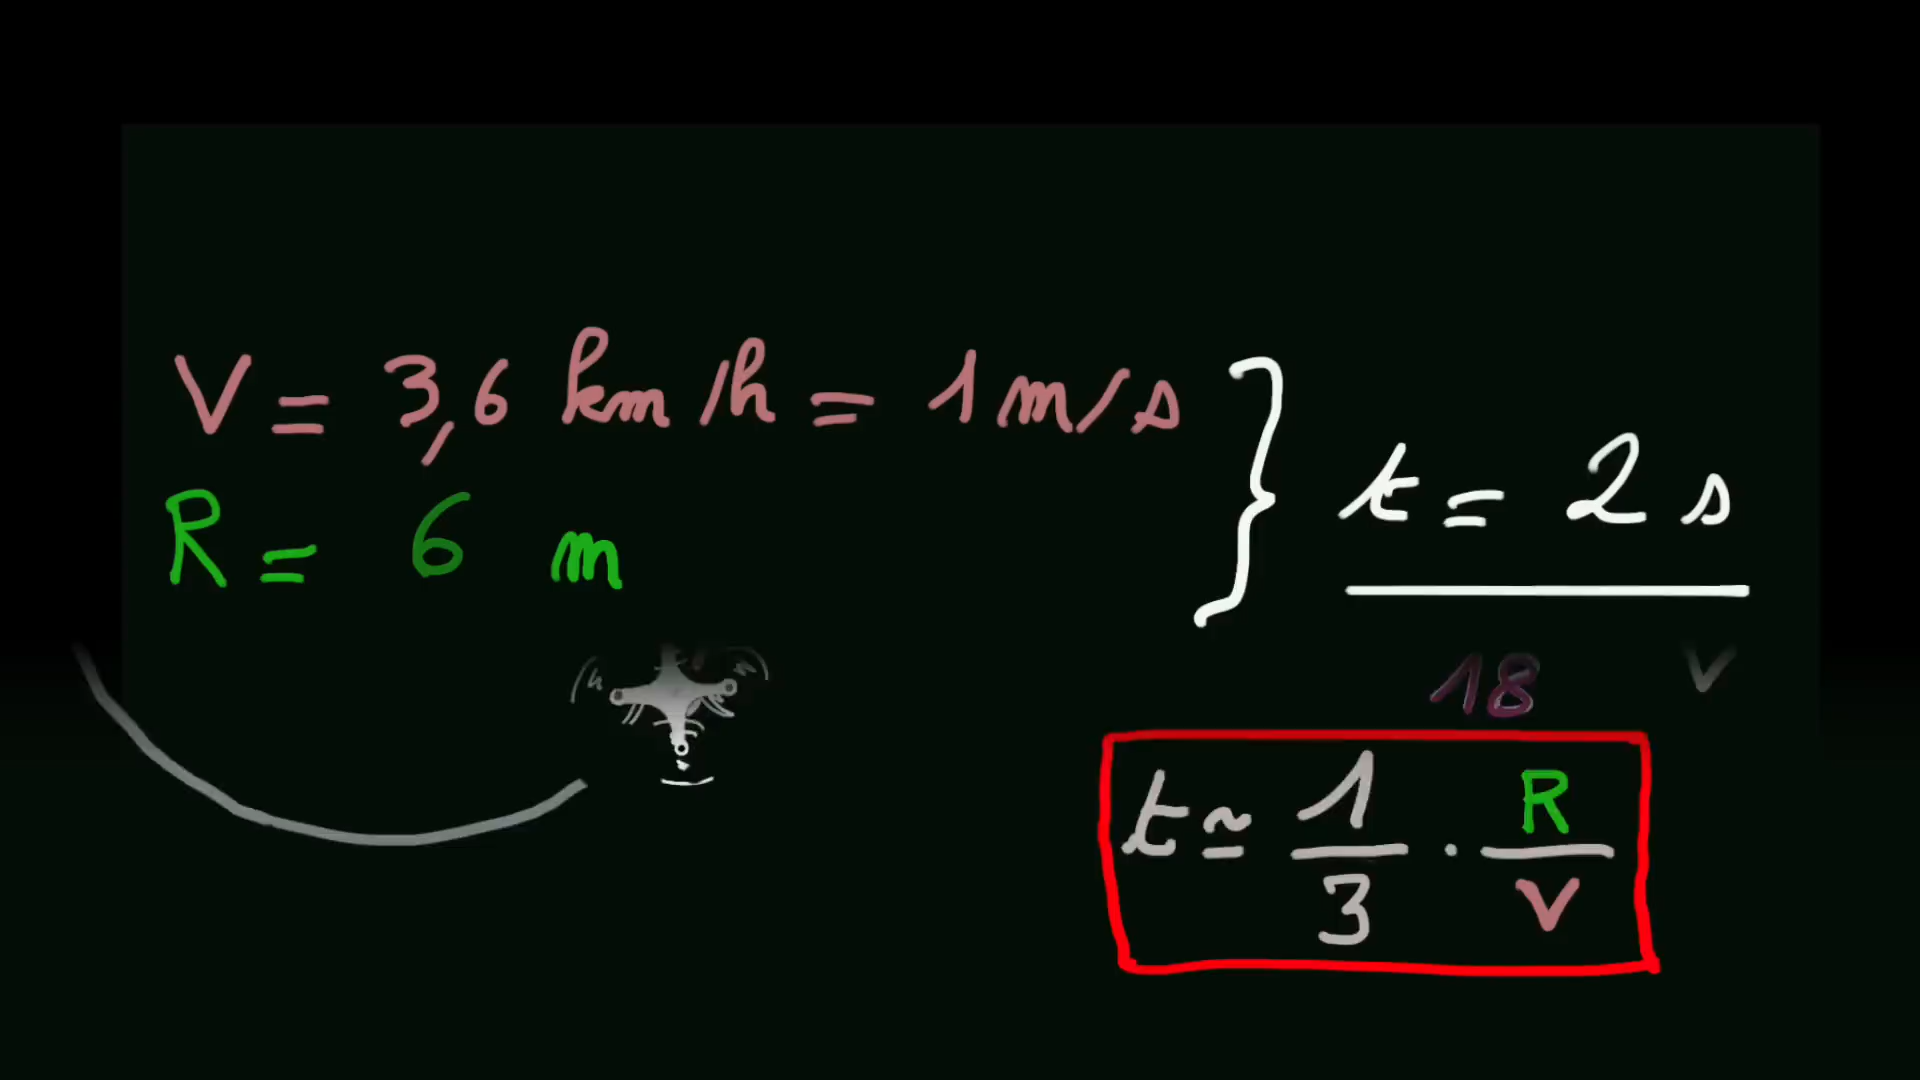 V = 3,6 km/h = 1 m/s
R = 6 m
t = 2 s
18 V
t ≃ 1/3 · R/V